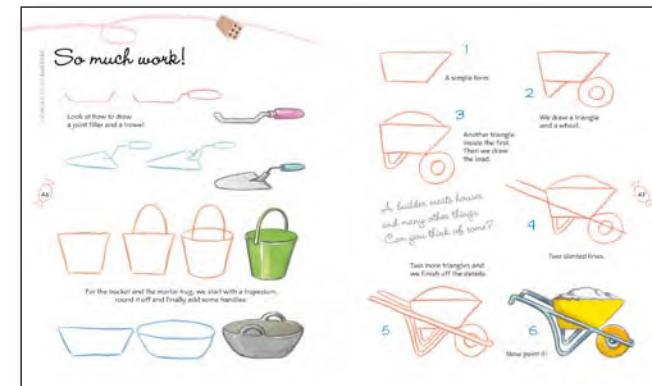 So much work!
Look at how to draw
a joint filler and a trowel.
For the bucket and the mortar mug, we start with a trapezium,
round it off and finally add some handles.
1
A simple form.
2
We draw a triangle
and a wheel.
3
Another triangle
inside the first.
Then we draw
the load.
A builder creates houses
and many other things.
Can you think of some?
4
Two slanted lines.
Two more triangles and
we finish off the details.
5
6
Now paint it!